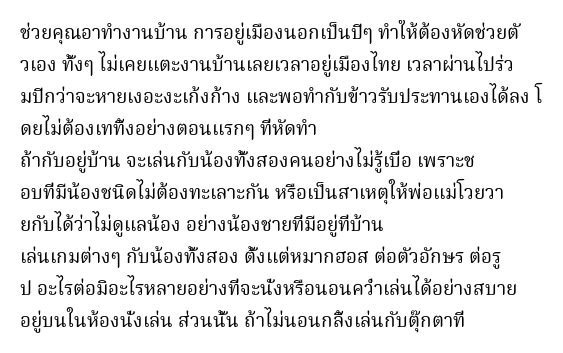 ช่วยคุณอาทำงานบ้าน การอยู่เมืองนอกเป็นปีๆ ทำให้ต้องหัดช่วยตั
วเอง ทั้งๆ ไม่เคยแตะงานบ้านเลยเวลาอยู่เมืองไทย เวลาผ่านไปร่ว
มปีกว่าจะหายเงอะงะเก้งก้าง และพอทำกับข้าวรับประทานเองได้ลง โ
ดยไม่ต้องเททิ้งอย่างตอนแรกๆ ที่หัดทำ
ถ้ากับอยู่บ้าน จะเล่นกับน้องทั้งสองคนอย่างไม่รู้เบื่อ เพราะช
อบที่มีน้องชนิดไม่ต้องทะเลาะกัน หรือเป็นสาเหตุให้พ่อแม่โวยวา
ยกับได้ว่าไม่ดูแลน้อง อย่างน้องชายที่มีอยู่ที่บ้าน
เล่นเกมต่างๆ กับน้องทั้งสอง ตั้งแต่หมากฮอส ต่อตัวอักษร ต่อรู
ป อะไรต่อมิอะไรหลายอย่างที่จะนั่งหรือนอนคว่ำเล่นได้อย่างสบาย
อยู่บนในห้องนั่งเล่น ส่วนนั้น ถ้าไม่นอนกลิ้งเล่นกับตุ๊กตาที่